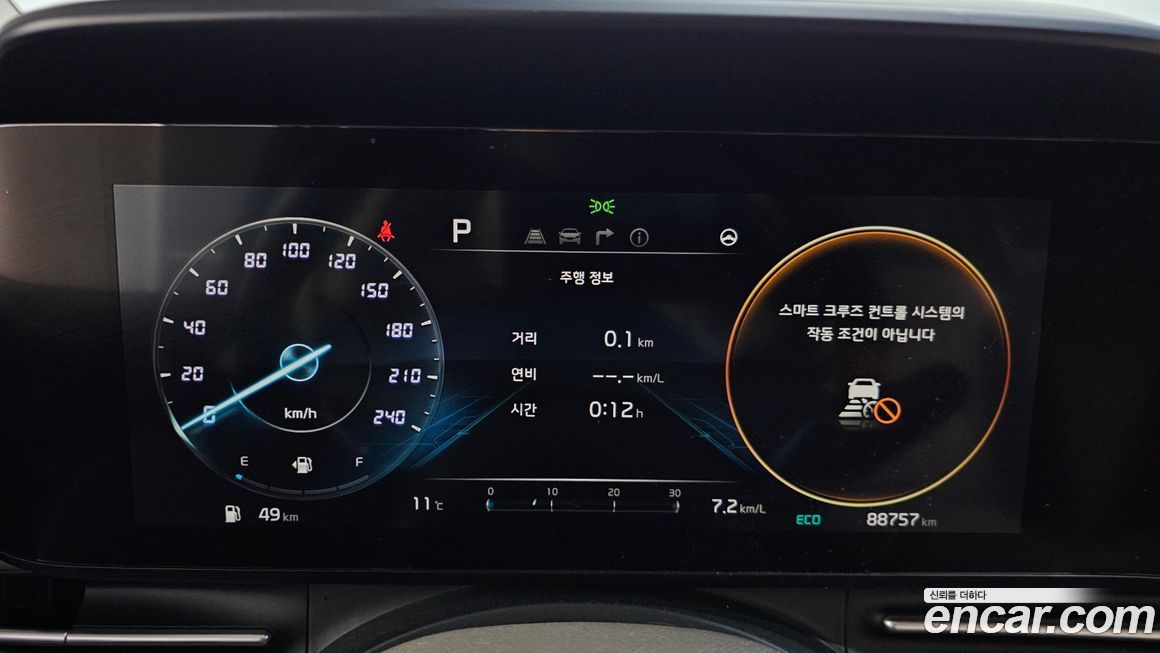 P
100
80
120
60
150
40
180
20
210
0
240
km/h
E
F
49 km
주행 정보
거리 0.1 km
연비 --.- km/L
시간 0:12 h
11℃
0 10 20 30
7.2 km/L
스마트 크루즈 컨트롤 시스템의
작동 조건이 아닙니다
ECO
88757 km
신뢰를 더하다
encar.com